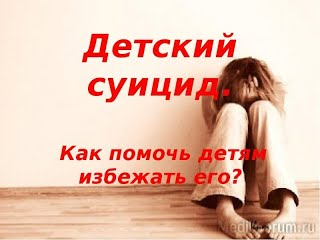 Детский
суицид.
Как помочь детям
избежать его?